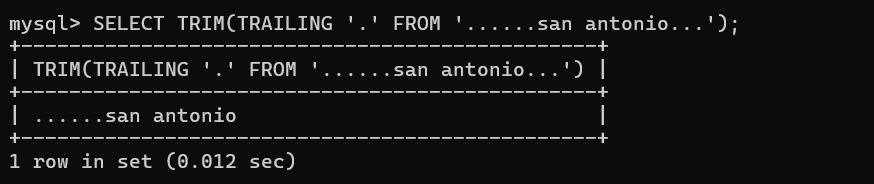 mysql> SELECT TRIM(TRAILING '.' FROM '......san antonio...');
+------------------------------------------------+
| TRIM(TRAILING '.' FROM '......san antonio...') |
+------------------------------------------------+
| ......san antonio                              |
+------------------------------------------------+
1 row in set (0.012 sec)